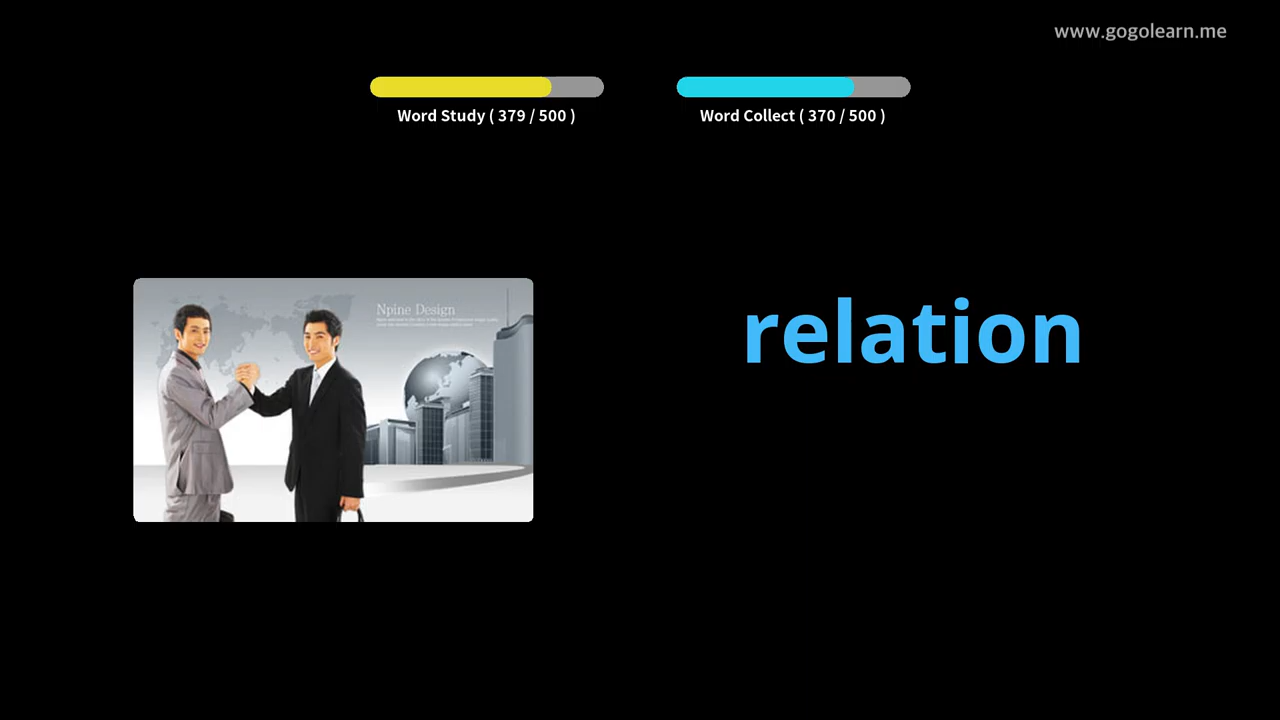 www.gogolearn.me
Word Study ( 379 / 500 )
Word Collect ( 370 / 500 )
Npine Design
relation